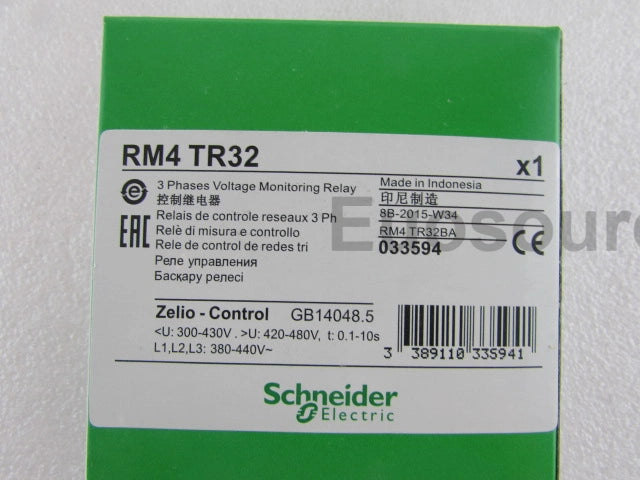 RM4 TR32
x1
3 Phases Voltage Monitoring Relay
控制继电器
Relais de controle reseaux 3 Ph
Relè di misura e controllo
Rele de control de redes tri
Реле управления
Басқару релесі
EAC
Made in Indonesia
印尼制造
8B-2015-W34
RM4 TR32BA
033594
CE
Zelio - Control GB14048.5
<U: 300-430V . >U: 420-480V, t: 0.1-10s
L1,L2,L3: 380-440V~
3 389110 335941
Schneider
Electric